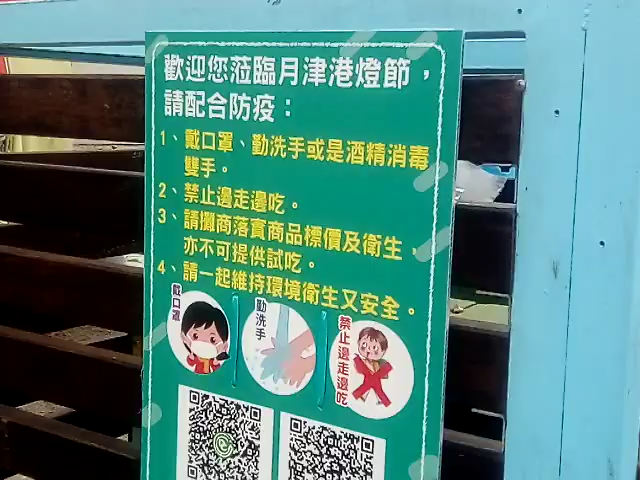 歡迎您蒞臨月津港燈節，
請配合防疫：
1、戴口罩、勤洗手或是酒精消毒
雙手。
2、禁止邊走邊吃。
3、請攤商落實商品標價及衛生，
亦不可提供試吃。
4、請一起維持環境衛生又安全。
戴口罩
勤洗手
禁止邊走邊吃